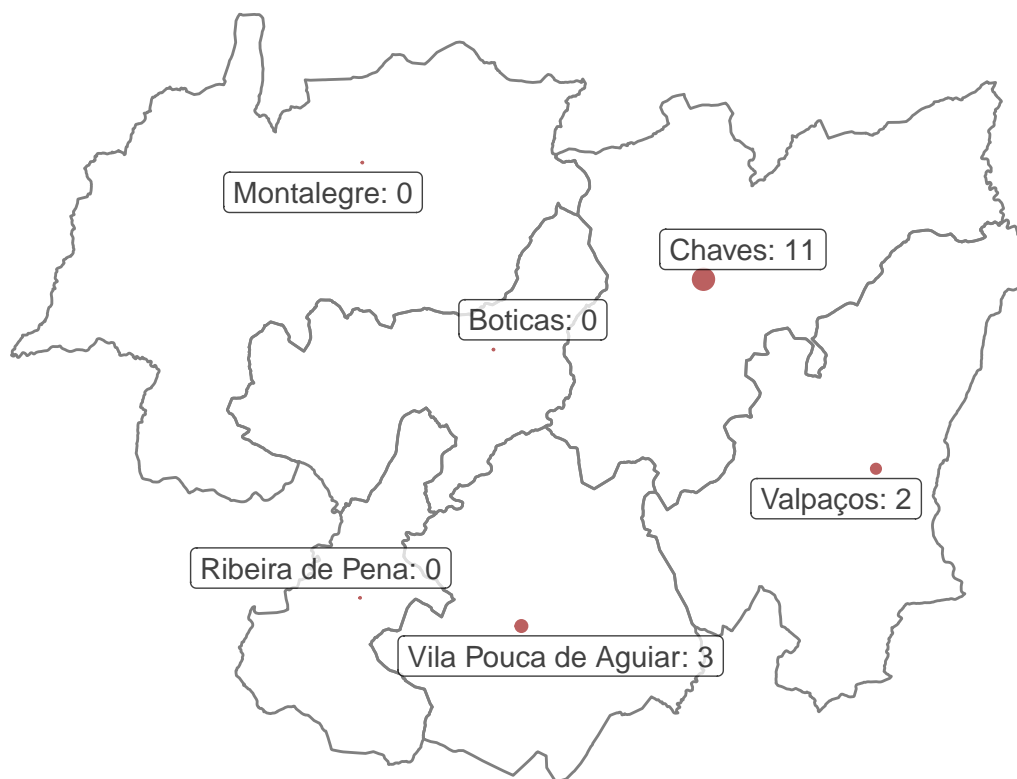 Montalegre: 0
Chaves: 11
Boticas: 0
Valpaços: 2
Ribeira de Pena: 0
Vila Pouca de Aguiar: 3